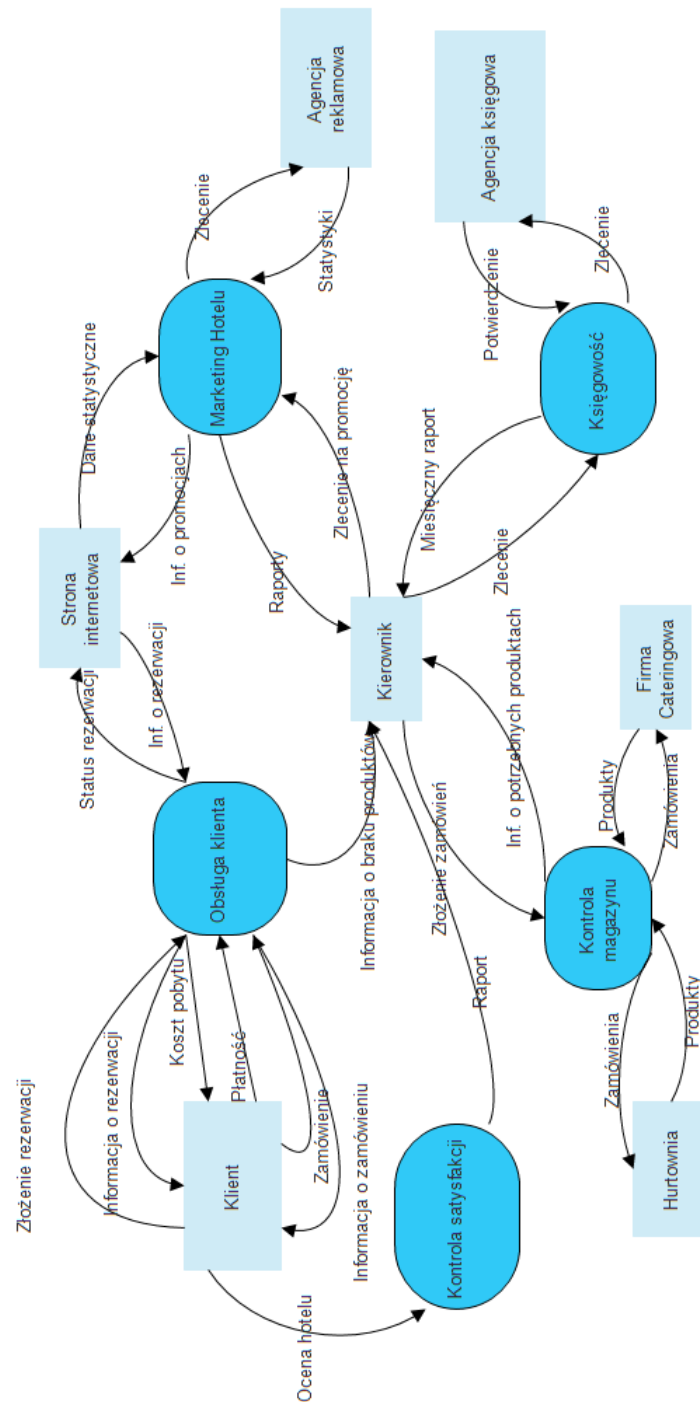 Złożenie rezerwacji
Informacja o rezerwacji
Koszt pobytu
Płatność
Zamówienie
Informacja o zamówieniu
Klient
Ocena hotelu
Kontrola satysfakcji
Raport
Obsługa klienta
Status rezerwacji
Inf. o rezerwacji
Informacja o braku produktów
Strona
internetowa
Dane statystyczne
Inf. o promocjach
Marketing Hotelu
Zlecenie
Statystyki
Agencja
reklamowa
Raporty
Zlecenie na promocję
Kierownik
Miesięczny raport
Zlecenie
Księgowość
Potwierdzenie
Zlecenie
Agencja księgowa
Złożenie zamówień
Inf. o potrzebnych produktach
Kontrola
magazynu
Produkty
Zamówienia
Firma
Cateringowa
Zamówienia
Produkty
Hurtownia